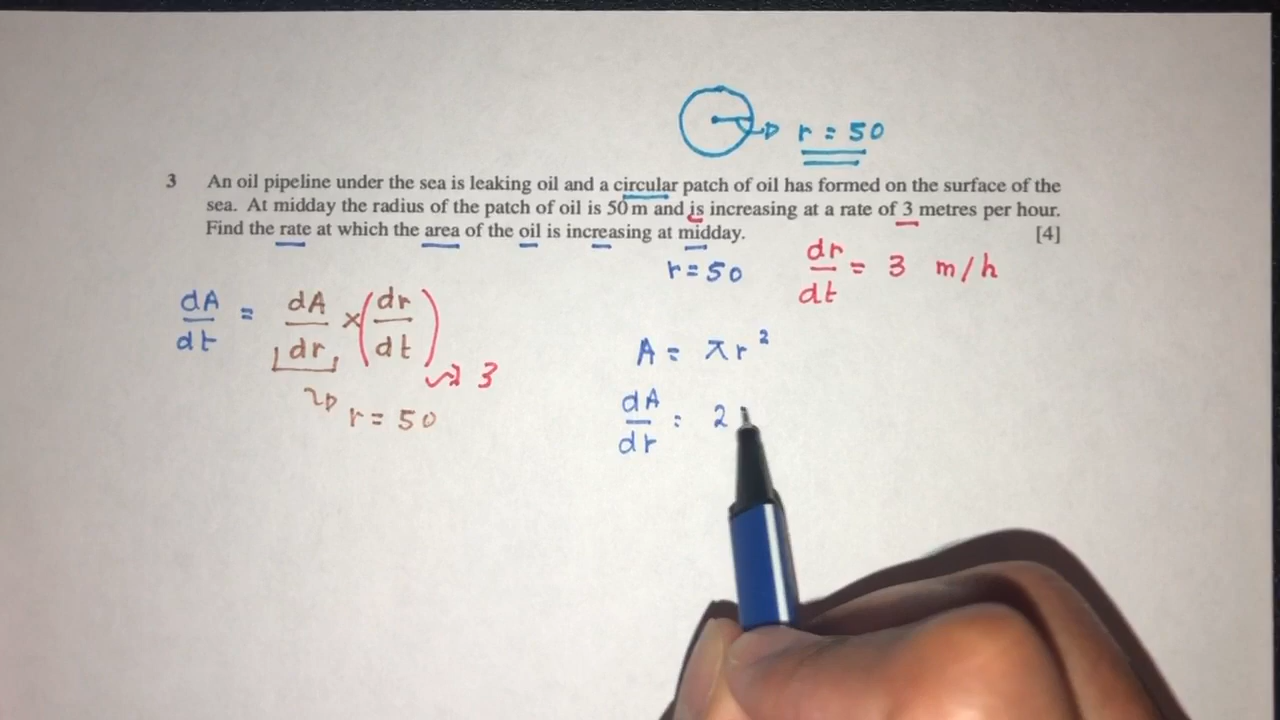 r = 50
3 An oil pipeline under the sea is leaking oil and a circular patch of oil has formed on the surface of the
sea. At midday the radius of the patch of oil is 50 m and is increasing at a rate of 3 metres per hour.
Find the rate at which the area of the oil is increasing at midday. [4]
r = 50 dr/dt = 3 m/h
dA/dt = dA/dr × (dr/dt)
→ 3
r = 50
A = πr²
dA/dr = 2